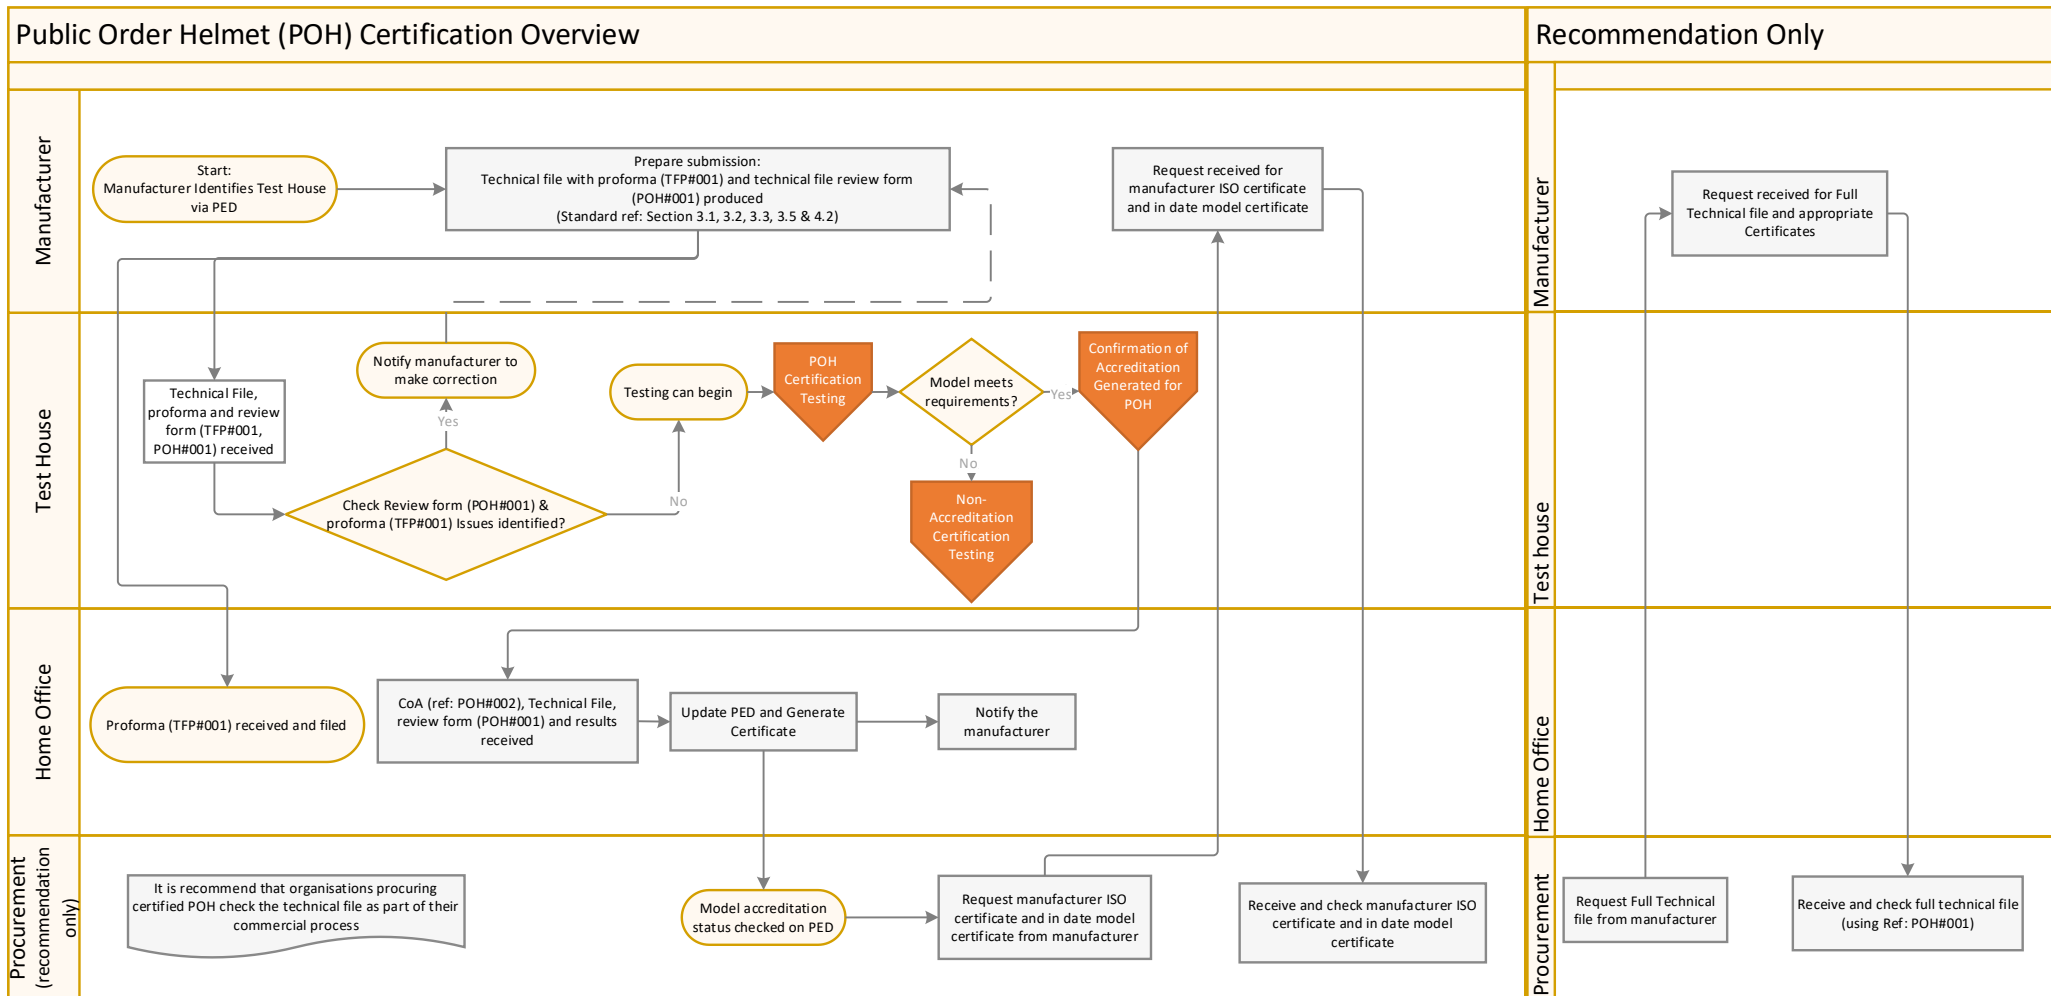 Public Order Helmet (POH) Certification Overview
Recommendation Only
Manufacturer
Start:
Manufacturer Identifies Test House
via PED
Prepare submission:
Technical file with proforma (TFP#001) and technical file review form
(POH#001) produced
(Standard ref: Section 3.1, 3.2, 3.3, 3.5 & 4.2)
Request received for
manufacturer ISO certificate
and in date model certificate
Manufacturer
Request received for Full
Technical file and appropriate
Certificates
Test House
Technical File,
proforma and review
form (TFP#001,
POH#001) received
Notify manufacturer to
make correction
Yes
Check Review form (POH#001) &
proforma (TFP#001) Issues identified?
No
Testing can begin
POH
Certification
Testing
Model meets
requirements?
Yes
No
Confirmation of
Accreditation
Generated for
POH
Non-
Accreditation
Certification
Testing
Test house
Home Office
Proforma (TFP#001) received and filed
CoA (ref: POH#002), Technical File,
review form (POH#001) and results
received
Update PED and Generate
Certificate
Notify the
manufacturer
Home Office
Procurement
(recommendation
only)
It is recommend that organisations procuring
certified POH check the technical file as part of their
commercial process
Model accreditation
status checked on PED
Request manufacturer ISO
certificate and in date model
certificate from manufacturer
Receive and check manufacturer ISO
certificate and in date model
certificate
Procurement
Request Full Technical
file from manufacturer
Receive and check full technical file
(using Ref: POH#001)